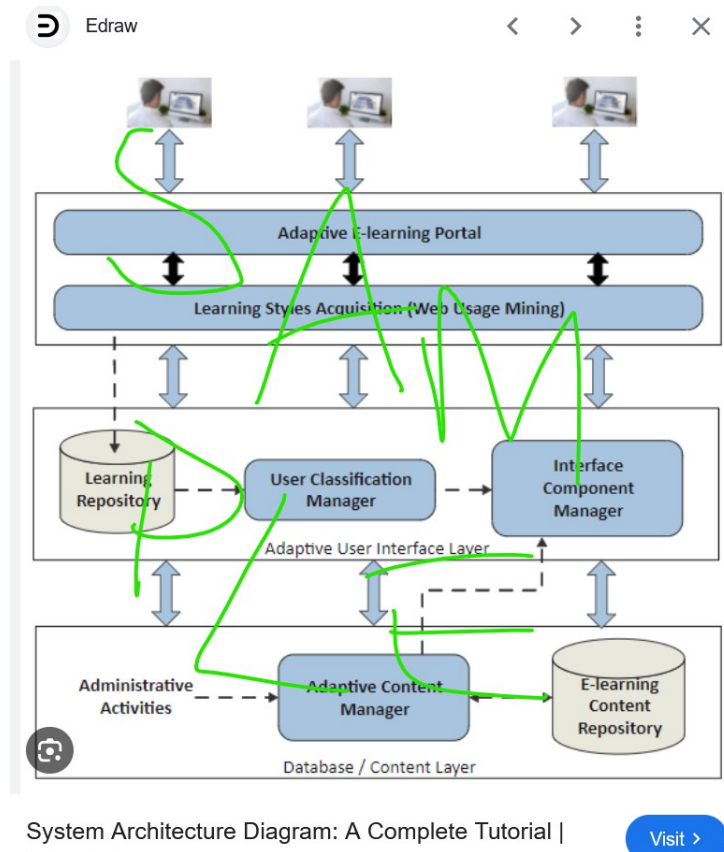 Edraw
Adaptive E-learning Portal
Learning Styles Acquisition (Web Usage Mining)
Learning
Repository
User Classification
Manager
Interface
Component
Manager
Adaptive User Interface Layer
Administrative
Activities
Adaptive Content
Manager
E-learning
Content
Repository
Database / Content Layer
SAMPLE
System Architecture Diagram: A Complete Tutorial |
Visit >